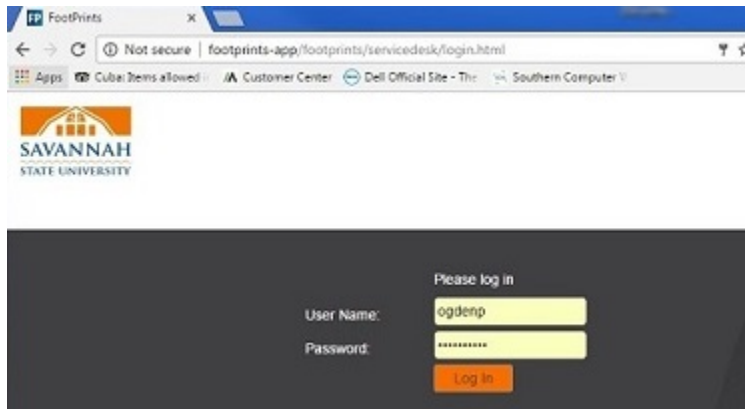 FP FootPrints ×
Not secure | footprints-app/footprints/servicedesk/login.html
Apps Cuba: Items allowed Customer Center Dell Official Site - The Southern Computer
SAVANNAH
STATE UNIVERSITY
Please log in
User Name: ogdenp
Password: ••••••••••
Log In